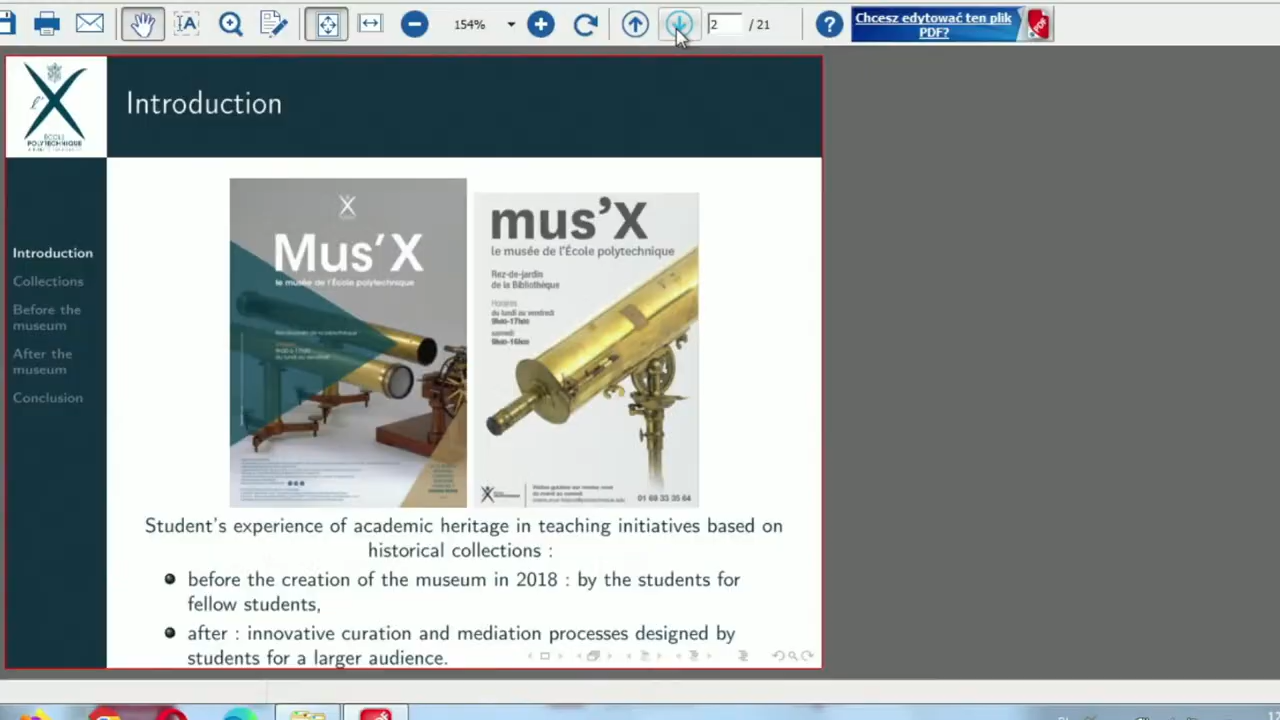 154%
2
/ 21
Chcesz edytować ten plik
PDF?
ÉCOLE
POLYTECHNIQUE
Introduction
Introduction
Collections
Before the
museum
After the
museum
Conclusion
Mus'X
le musée de l'École polytechnique
mus'X
le musée de l'École polytechnique
Rez-de-jardin
de la Bibliothèque
Horaires
du lundi au vendredi
9h00-17h00
samedi
9h00-16h00
01 69 33 35 64
Student's experience of academic heritage in teaching initiatives based on
historical collections :
before the creation of the museum in 2018 : by the students for
fellow students,
after : innovative curation and mediation processes designed by
students for a larger audience.